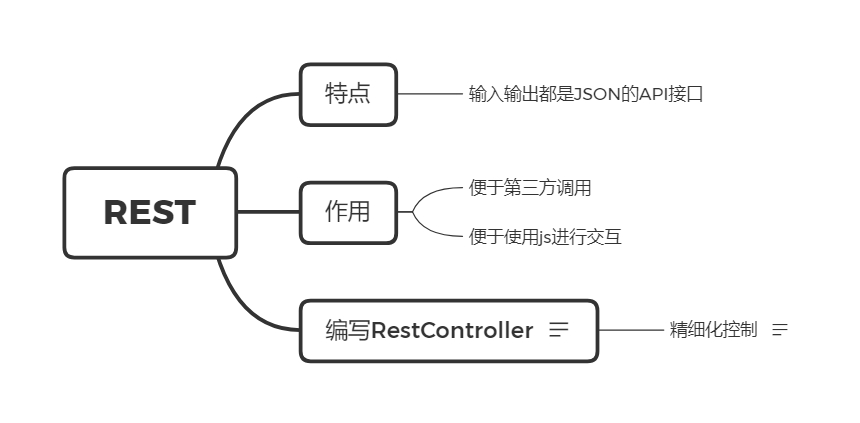 REST
特点
输入输出都是JSON的API接口
作用
便于第三方调用
便于使用js进行交互
编写RestController
精细化控制